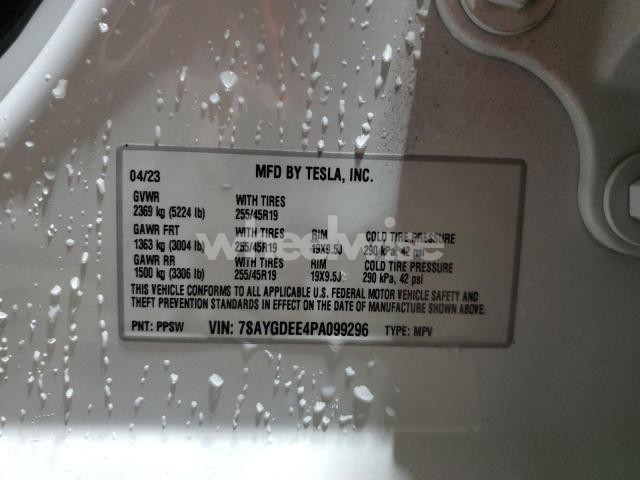 04/23 MFD BY TESLA, INC.
GVWR WITH TIRES
2369 kg (5224 lb) 255/45R19
GAWR FRT WITH TIRES RIM COLD TIRE PRESSURE
1363 kg (3004 lb) 255/45R19 19X9.5J 290 kPa, 42 psi
GAWR RR WITH TIRES RIM COLD TIRE PRESSURE
1500 kg (3306 lb) 255/45R19 19X9.5J 290 kPa, 42 psi
THIS VEHICLE CONFORMS TO ALL APPLICABLE U.S. FEDERAL MOTOR VEHICLE SAFETY AND
THEFT PREVENTION STANDARDS IN EFFECT ON THE DATE OF MANUFACTURE SHOWN ABOVE.
PNT: PPSW VIN: 7SAYGDEE4PA099296 TYPE: MPV